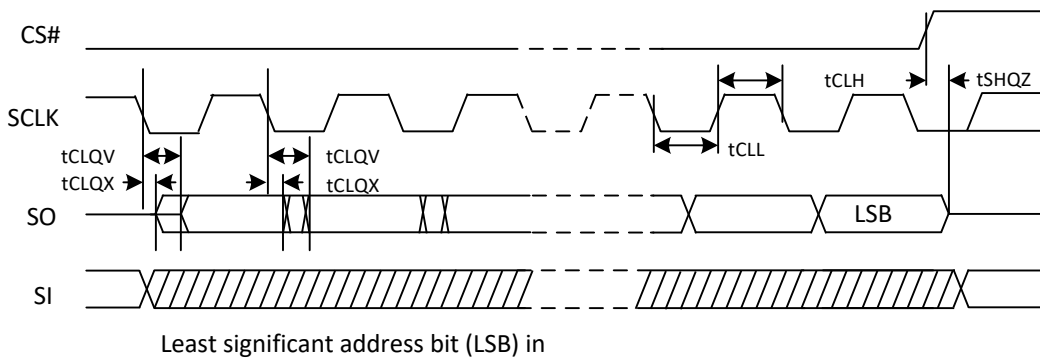 CS#
tCLH
tSHQZ
SCLK
tCLL
tCLQV
tCLQV
tCLQX
tCLQX
SO
LSB
SI
Least significant address bit (LSB) in